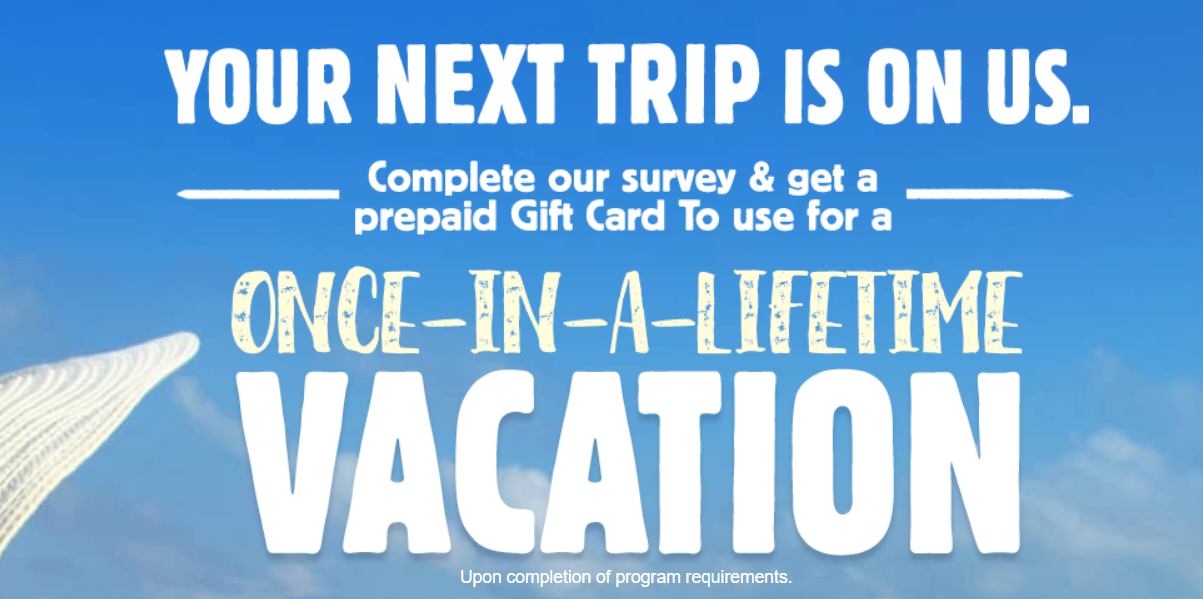 YOUR NEXT TRIP IS ON US.
Complete our survey & get a
prepaid Gift Card To use for a
ONCE-IN-A-LIFETIME
VACATION
Upon completion of program requirements.